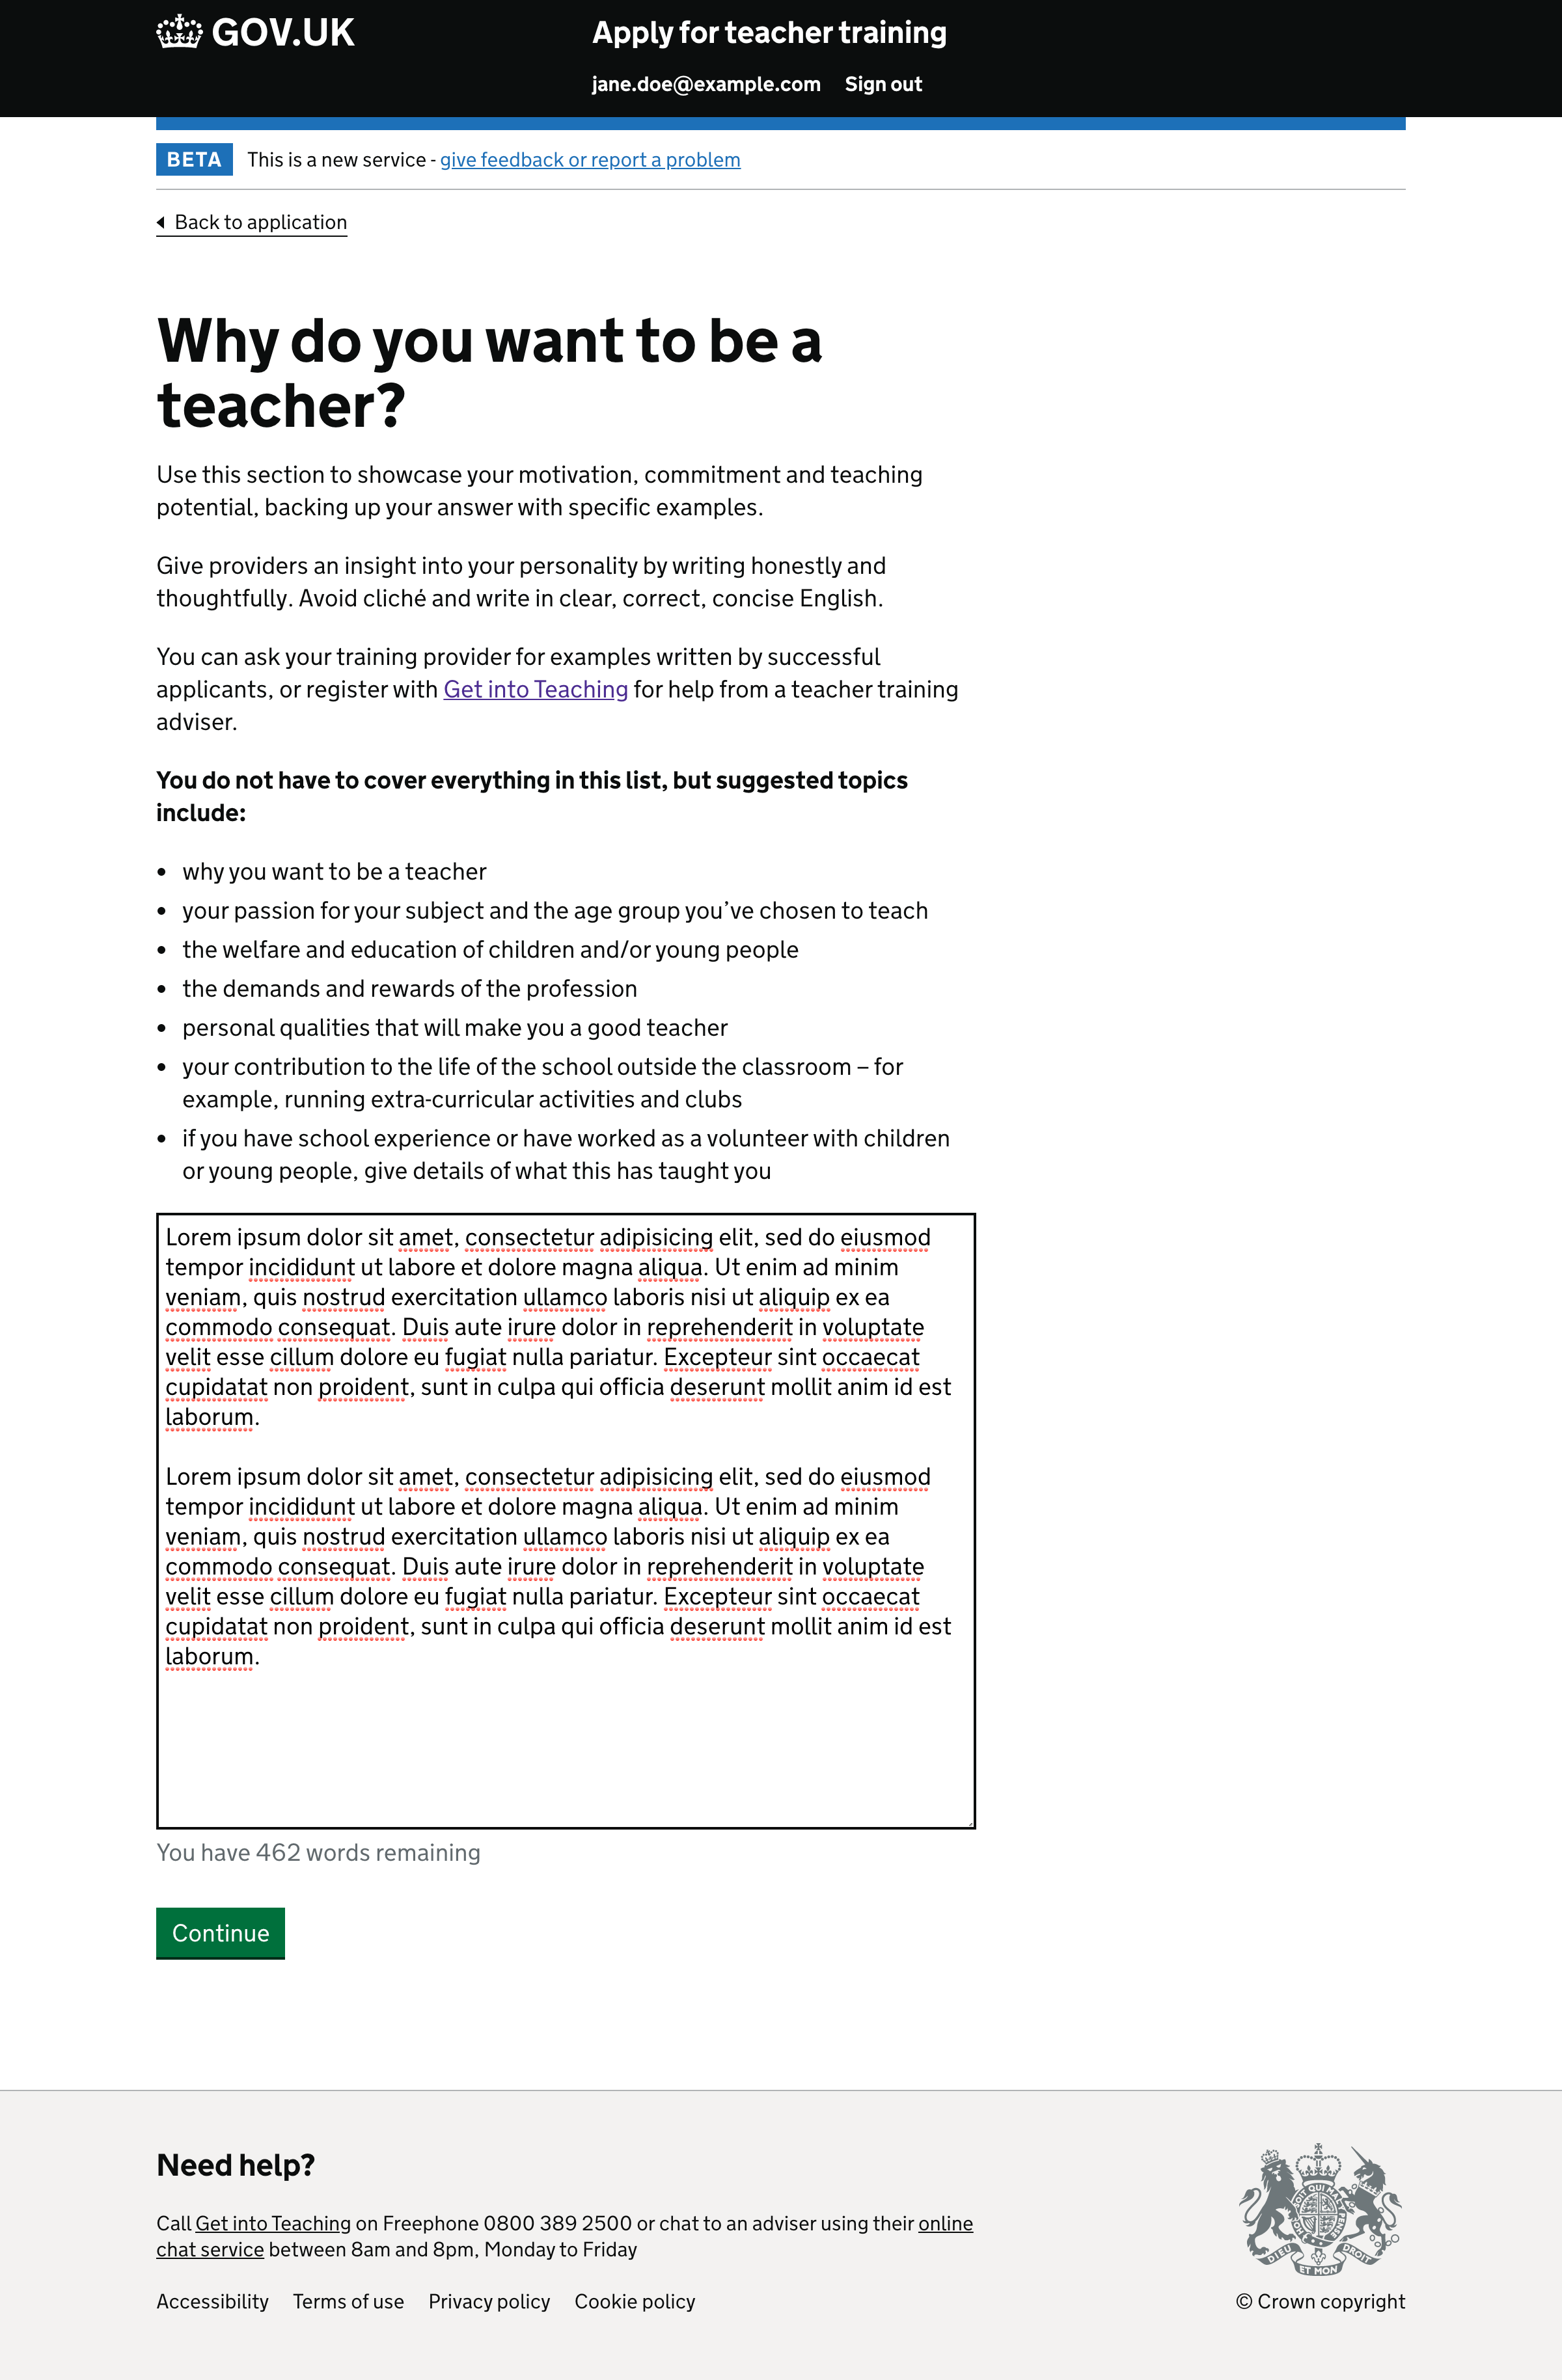 GOV.UK
Apply for teacher training
jane.doe@example.com Sign out
BETA This is a new service - give feedback or report a problem
Back to application
Why do you want to be a
teacher?
Use this section to showcase your motivation, commitment and teaching
potential, backing up your answer with specific examples.
Give providers an insight into your personality by writing honestly and
thoughtfully. Avoid cliché and write in clear, correct, concise English.
You can ask your training provider for examples written by successful
applicants, or register with Get into Teaching for help from a teacher training
adviser.
You do not have to cover everything in this list, but suggested topics
include:
• why you want to be a teacher
• your passion for your subject and the age group you’ve chosen to teach
• the welfare and education of children and/or young people
• the demands and rewards of the profession
• personal qualities that will make you a good teacher
• your contribution to the life of the school outside the classroom – for
example, running extra-curricular activities and clubs
• if you have school experience or have worked as a volunteer with children
or young people, give details of what this has taught you
Lorem ipsum dolor sit amet, consectetur adipisicing elit, sed do eiusmod
tempor incididunt ut labore et dolore magna aliqua. Ut enim ad minim
veniam, quis nostrud exercitation ullamco laboris nisi ut aliquip ex ea
commodo consequat. Duis aute irure dolor in reprehenderit in voluptate
velit esse cillum dolore eu fugiat nulla pariatur. Excepteur sint occaecat
cupidatat non proident, sunt in culpa qui officia deserunt mollit anim id est
laborum.
Lorem ipsum dolor sit amet, consectetur adipisicing elit, sed do eiusmod
tempor incididunt ut labore et dolore magna aliqua. Ut enim ad minim
veniam, quis nostrud exercitation ullamco laboris nisi ut aliquip ex ea
commodo consequat. Duis aute irure dolor in reprehenderit in voluptate
velit esse cillum dolore eu fugiat nulla pariatur. Excepteur sint occaecat
cupidatat non proident, sunt in culpa qui officia deserunt mollit anim id est
laborum.
You have 462 words remaining
Continue
Need help?
Call Get into Teaching on Freephone 0800 389 2500 or chat to an adviser using their online
chat service between 8am and 8pm, Monday to Friday
Accessibility Terms of use Privacy policy Cookie policy
DIEU ET MON DROIT
© Crown copyright